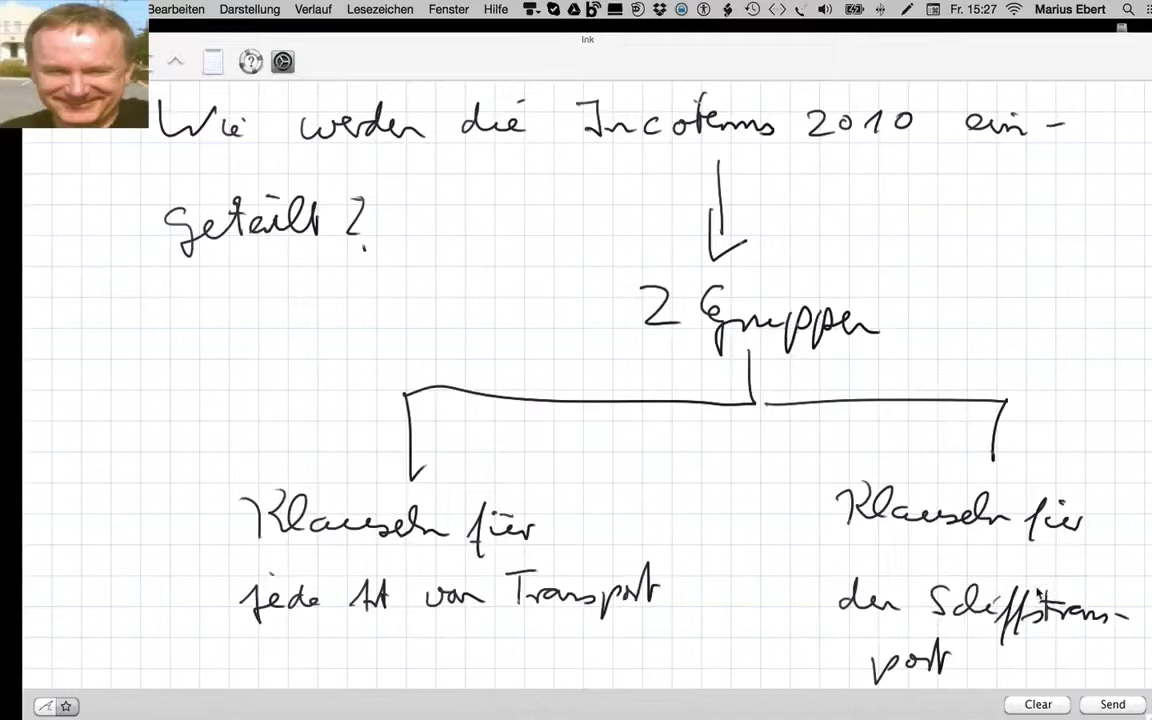 Bearbeiten Darstellung Verlauf Lesezeichen Fenster Hilfe Fr. 15:27 Marius Ebert
Ink
Wie werden die Incoterms 2010 ein-
geteilt?
2 Gruppen
Klauseln für
jede Art von Transport
Klauseln für
den Schiffstrans-
port
Clear Send